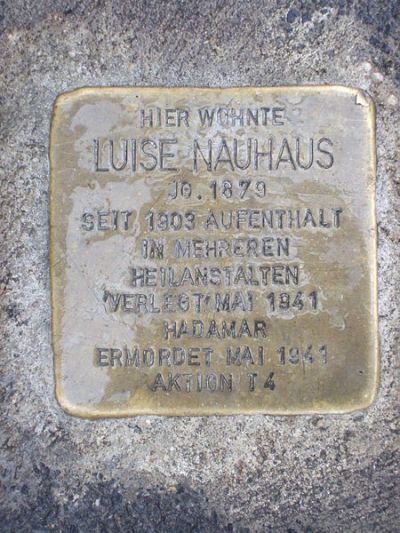 HIER WOHNTE
LUISE NAUHAUS
JG. 1879
SEIT 1903 AUFENTHALT
IN MEHREREN
HEILANSTALTEN
'VERLEGT' MAI 1941
HADAMAR
ERMORDET MAI 1941
AKTION T4